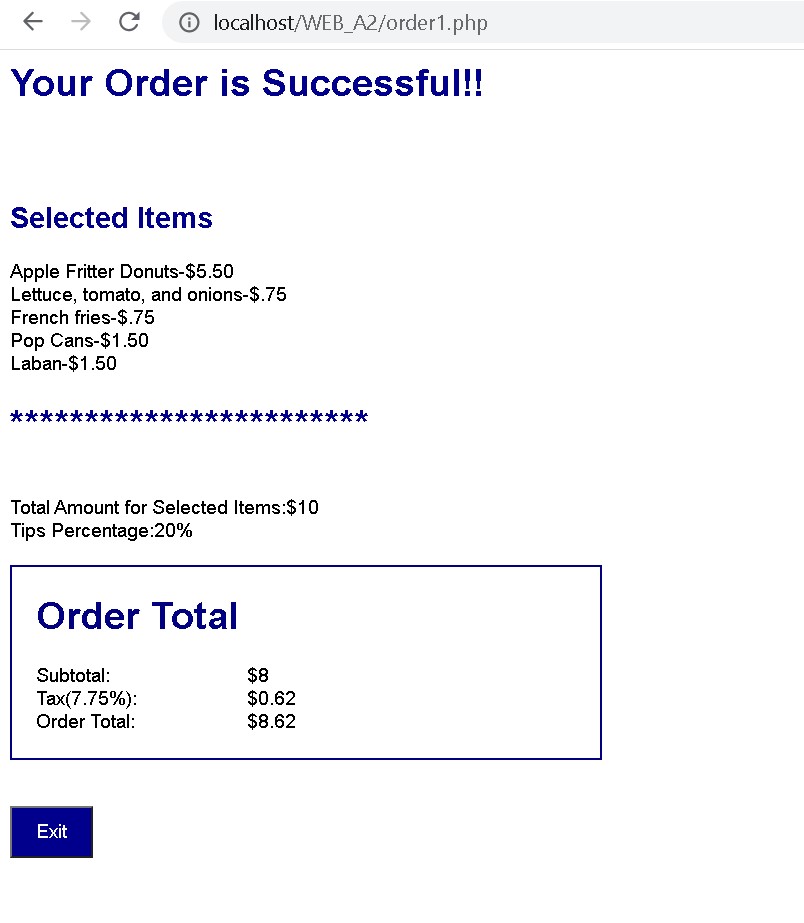 localhost/WEB_A2/order1.php
Your Order is Successful!!
Selected Items
Apple Fritter Donuts-$5.50
Lettuce, tomato, and onions-$.75
French fries-$.75
Pop Cans-$1.50
Laban-$1.50
************************
Total Amount for Selected Items:$10
Tips Percentage:20%
Order Total
Subtotal: $8
Tax(7.75%): $0.62
Order Total: $8.62
Exit